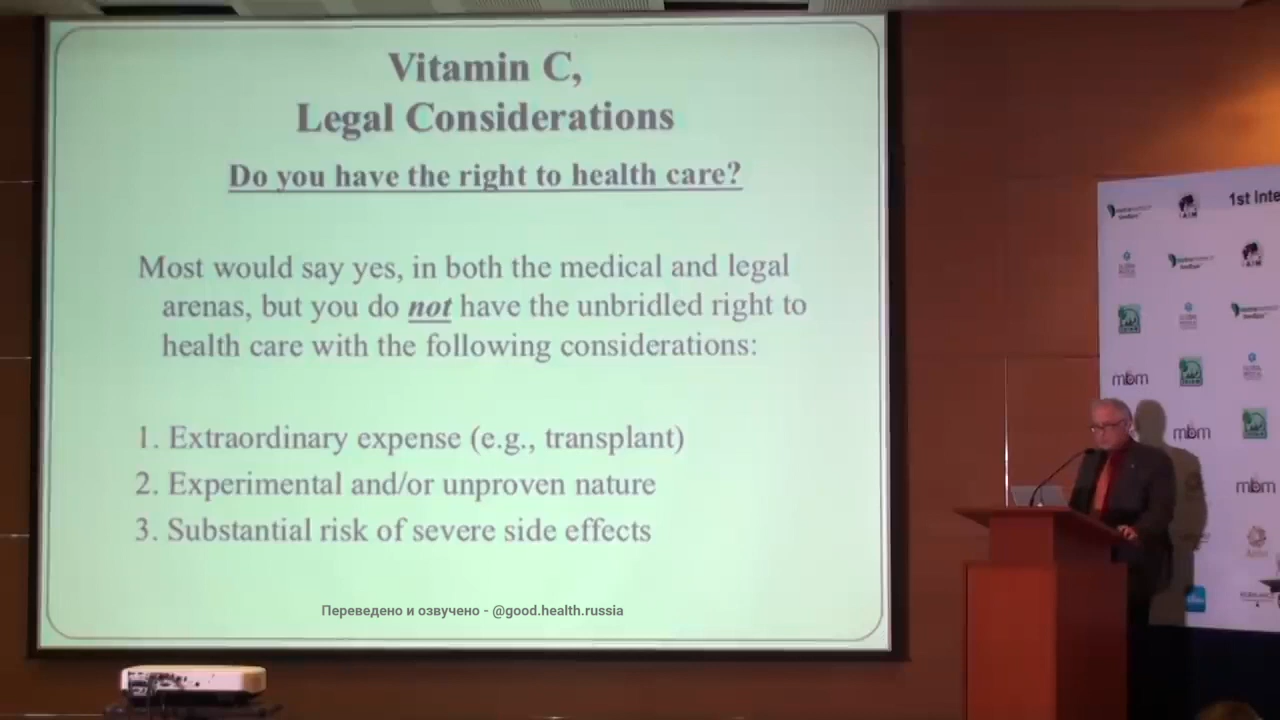 Vitamin C,
Legal Considerations
Do you have the right to health care?
Most would say yes, in both the medical and legal
arenas, but you do not have the unbridled right to
health care with the following considerations:
1. Extraordinary expense (e.g., transplant)
2. Experimental and/or unproven nature
3. Substantial risk of severe side effects
Переведено и озвучено - @good.health.russia
1st Inte
mbm
mbm
mbm